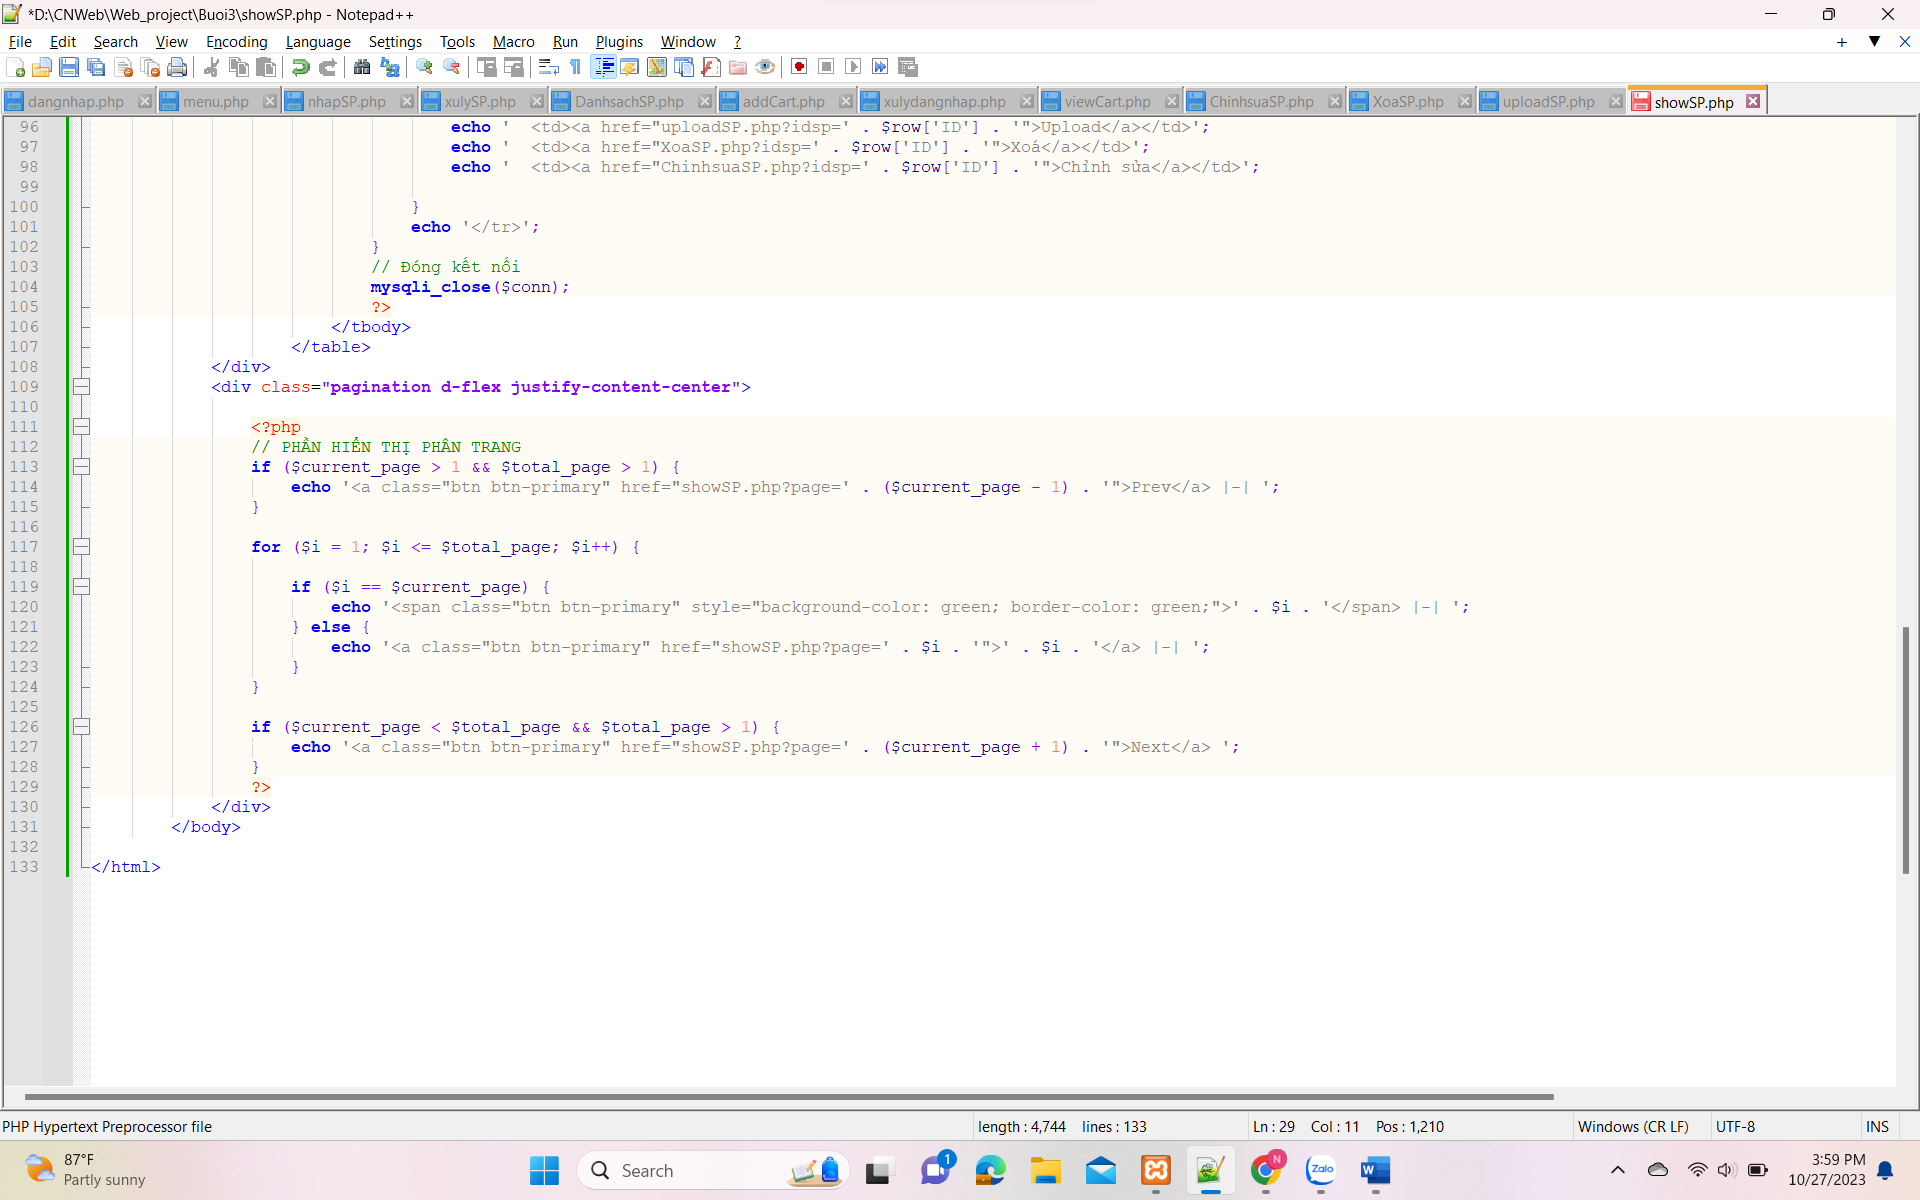 *D:\CNWeb\Web_project\Buoi3\showSP.php - Notepad++
File Edit Search View Encoding Language Settings Tools Macro Run Plugins Window ?
dangnhap.php menu.php nhapSP.php xulySP.php DanhsachSP.php addCart.php xulydangnhap.php viewCart.php ChinhsuaSP.php XoaSP.php uploadSP.php showSP.php
96 echo '  <td><a href="uploadSP.php?idsp=' . $row['ID'] . '">Upload</a></td>';
97 echo '  <td><a href="XoaSP.php?idsp=' . $row['ID'] . '">Xoá</a></td>';
98 echo '  <td><a href="ChinhsuaSP.php?idsp=' . $row['ID'] . '">Chỉnh sửa</a></td>';
99
100 }
101 echo '</tr>';
102 }
103 // Đóng kết nối
104 mysqli_close($conn);
105 ?>
106 </tbody>
107 </table>
108 </div>
109 <div class="pagination d-flex justify-content-center">
110
111 <?php
112 // PHẦN HIỂN THỊ PHÂN TRANG
113 if ($current_page > 1 && $total_page > 1) {
114 echo '<a class="btn btn-primary" href="showSP.php?page=' . ($current_page - 1) . '">Prev</a> |-| ';
115 }
116
117 for ($i = 1; $i <= $total_page; $i++) {
118
119 if ($i == $current_page) {
120 echo '<span class="btn btn-primary" style="background-color: green; border-color: green;">' . $i . '</span> |-| ';
121 } else {
122 echo '<a class="btn btn-primary" href="showSP.php?page=' . $i . '">' . $i . '</a> |-| ';
123 }
124 }
125
126 if ($current_page < $total_page && $total_page > 1) {
127 echo '<a class="btn btn-primary" href="showSP.php?page=' . ($current_page + 1) . '">Next</a> ';
128 }
129 ?>
130 </div>
131 </body>
132
133 </html>
PHP Hypertext Preprocessor file length : 4,744 lines : 133 Ln : 29 Col : 11 Pos : 1,210 Windows (CR LF) UTF-8 INS
87°F
Partly sunny
Search
1
N
Zalo
W
3:59 PM
10/27/2023